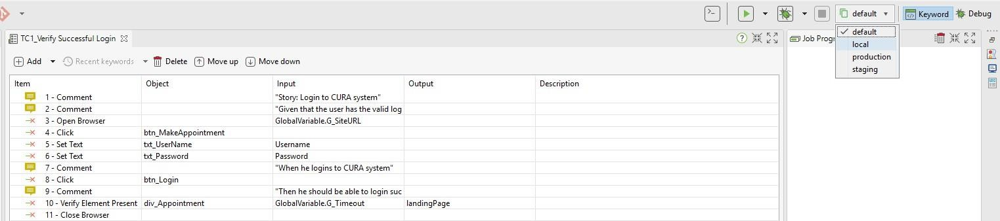 default
Keyword
Debug
TC1_Verify Successful Login
?
Job Prog
default
local
production
staging
Add
Recent keywords
Delete
Move up
Move down
Item Object Input Output Description
1 - Comment "Story: Login to CURA system"
2 - Comment "Given that the user has the valid log
3 - Open Browser GlobalVariable.G_SiteURL
4 - Click btn_MakeAppointment
5 - Set Text txt_UserName Username
6 - Set Text txt_Password Password
7 - Comment "When he logins to CURA system"
8 - Click btn_Login
9 - Comment "Then he should be able to login suc
10 - Verify Element Present div_Appointment GlobalVariable.G_Timeout landingPage
11 - Close Browser